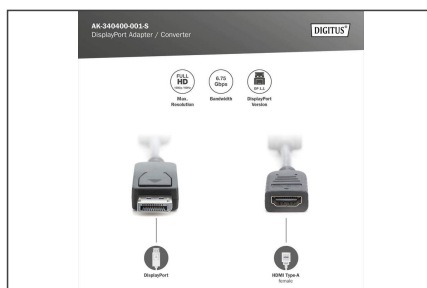 AK-340400-001-S
DisplayPort Adapter / Converter
DIGITUS®
FULL
HD
Max.
Resolution
6.75
Gbps
Bandwidth
DP 1.1
DisplayPort
Version
DisplayPort
HDMI Type-A
female